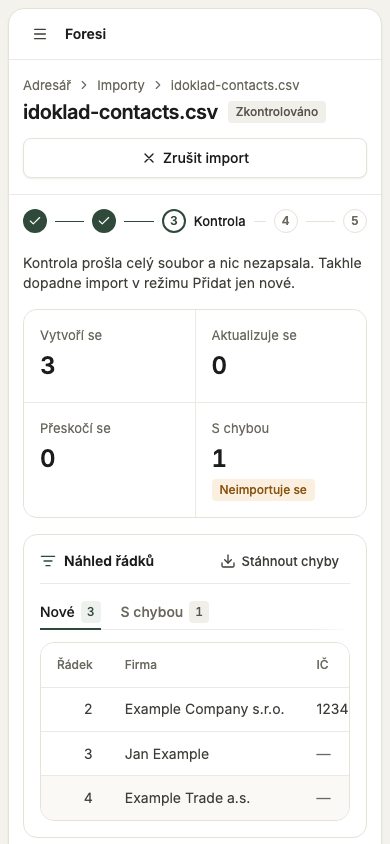 Foresi
Adresář > Importy > idoklad-contacts.csv
idoklad-contacts.csv Zkontrolováno
Zrušit import
3 Kontrola 4 5
Kontrola prošla celý soubor a nic nezapsala. Takhle
dopadne import v režimu Přidat jen nové.
Vytvoří se Aktualizuje se
3 0
Přeskočí se S chybou
0 1
Neimportuje se
Náhled řádků Stáhnout chyby
Nové 3 S chybou 1
Řádek Firma IČ
2 Example Company s.r.o. 1234
3 Jan Example —
4 Example Trade a.s. —